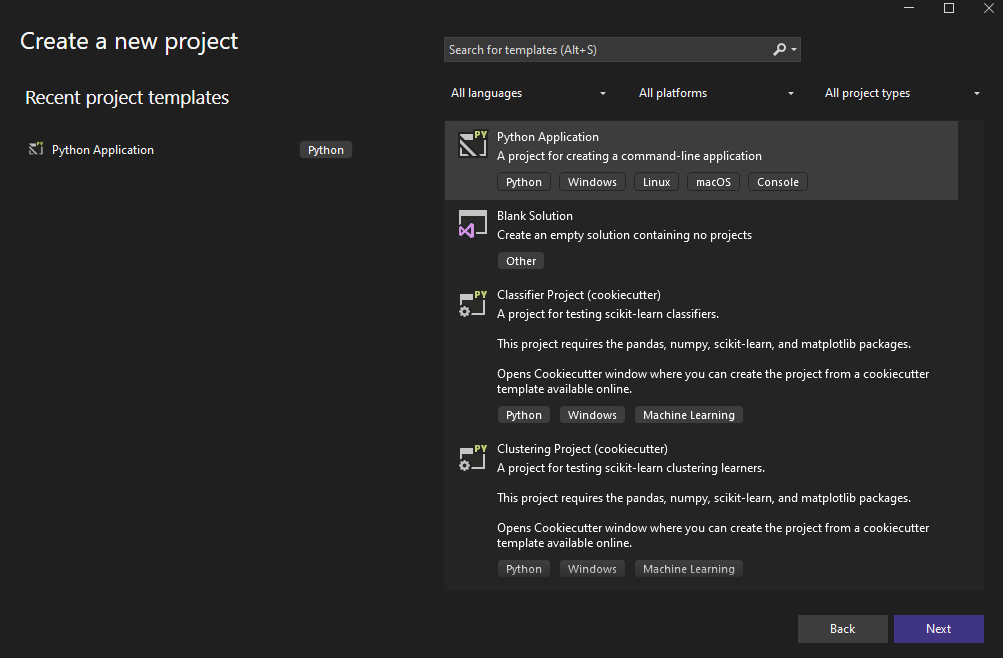 Create a new project
Search for templates (Alt+S)
All languages
All platforms
All project types
Recent project templates
Python Application
Python
PY
Python Application
A project for creating a command-line application
Python
Windows
Linux
macOS
Console
Blank Solution
Create an empty solution containing no projects
Other
PY
Classifier Project (cookiecutter)
A project for testing scikit-learn classifiers.
This project requires the pandas, numpy, scikit-learn, and matplotlib packages.
Opens Cookiecutter window where you can create the project from a cookiecutter
template available online.
Python
Windows
Machine Learning
PY
Clustering Project (cookiecutter)
A project for testing scikit-learn clustering learners.
This project requires the pandas, numpy, scikit-learn, and matplotlib packages.
Opens Cookiecutter window where you can create the project from a cookiecutter
template available online.
Python
Windows
Machine Learning
Back
Next